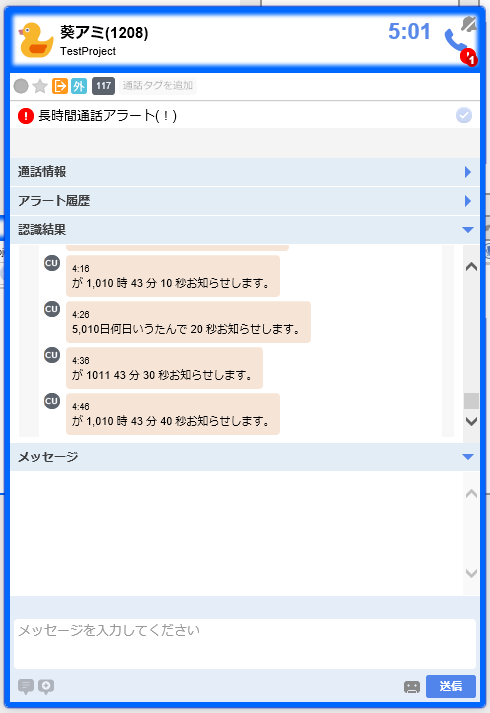 葵アミ(1208)
TestProject
5:01
1
外
117
通話タグを追加
長時間通話アラート(！)
通話情報
アラート履歴
認識結果
CU
4:16
が 1,010 時 43 分 10 秒お知らせします。
CU
4:26
5,010日何日いうたんで 20 秒お知らせします。
CU
4:36
が 1011 43 分 30 秒お知らせします。
CU
4:46
が 1,010 時 43 分 40 秒お知らせします。
メッセージ
メッセージを入力してください
送信